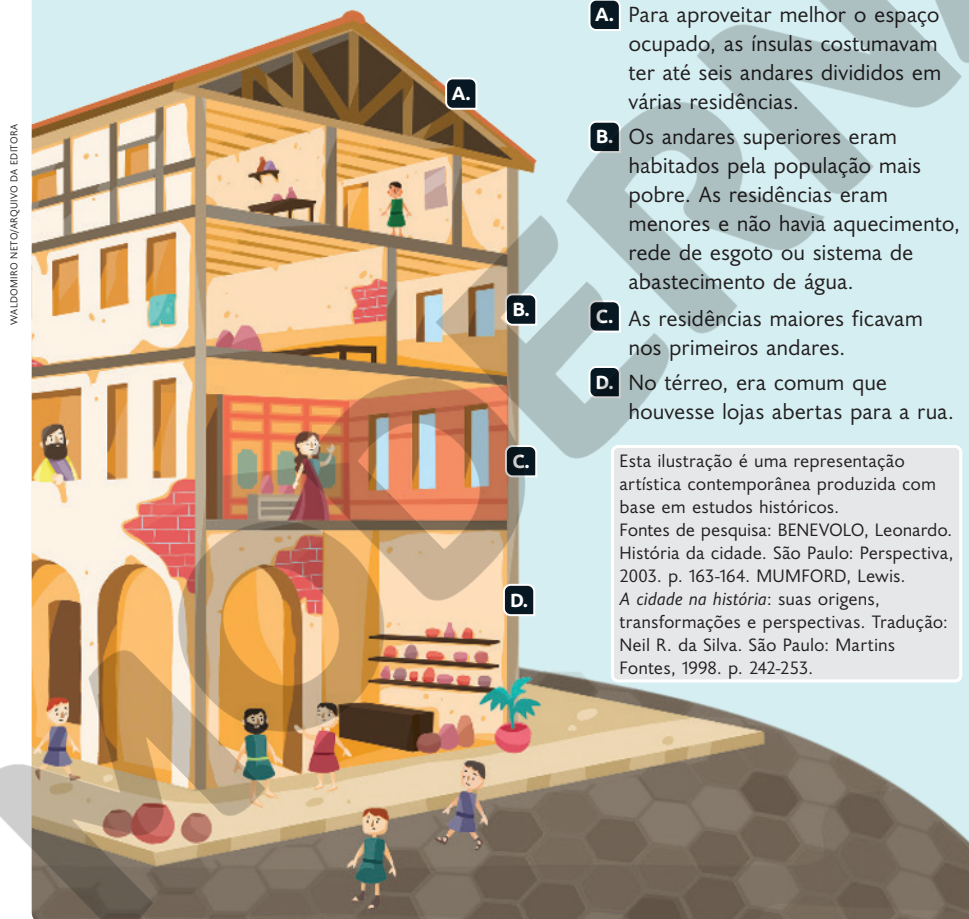 A. Para aproveitar melhor o espaço
ocupado, as ínsulas costumavam
ter até seis andares divididos em
várias residências.
B. Os andares superiores eram
habitados pela população mais
pobre. As residências eram
menores e não havia aquecimento,
rede de esgoto ou sistema de
abastecimento de água.
C. As residências maiores ficavam
nos primeiros andares.
D. No térreo, era comum que
houvesse lojas abertas para a rua.
Esta ilustração é uma representação
artística contemporânea produzida com
base em estudos históricos.
Fontes de pesquisa: BENEVOLO, Leonardo.
História da cidade. São Paulo: Perspectiva,
2003. p. 163-164. MUMFORD, Lewis.
A cidade na história: suas origens,
transformações e perspectivas. Tradução:
Neil R. da Silva. São Paulo: Martins
Fontes, 1998. p. 242-253.
A.
B.
C.
D.
WALDOMIRO NETO/ARQUIVO DA EDITORA